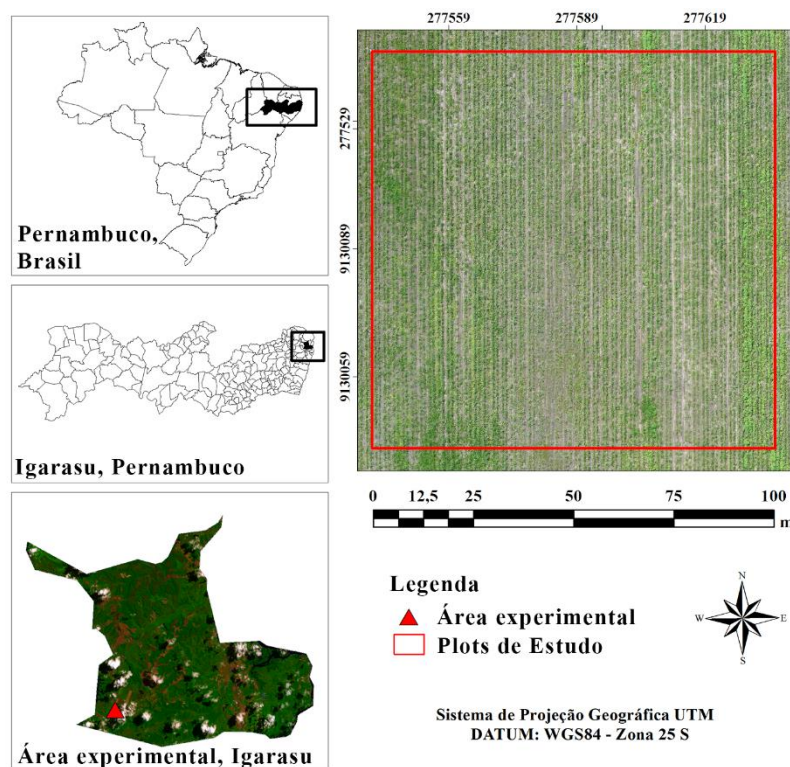 Pernambuco,
Brasil
Igarasu, Pernambuco
Área experimental, Igarasu
277559 277589 277619
277529
9130089
9130059
0 12,5 25 50 75 100
m
Legenda
Área experimental
Plots de Estudo
N
W E
S
Sistema de Projeção Geográfica UTM
DATUM: WGS84 - Zona 25 S